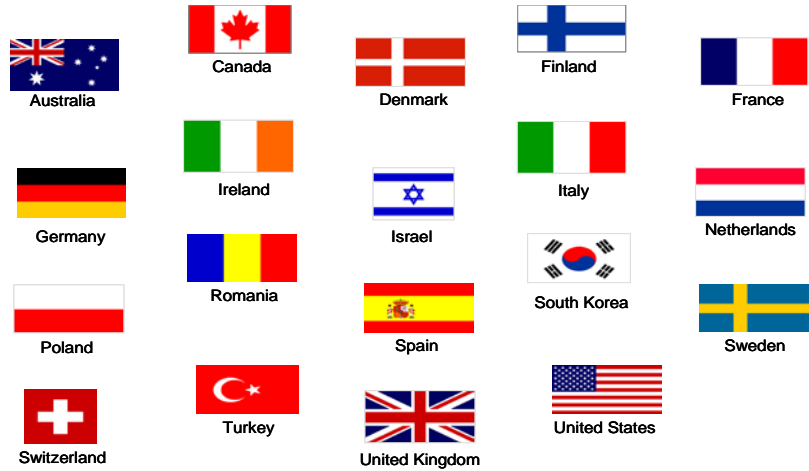 Australia
Canada
Denmark
Finland
France
Germany
Ireland
Israel
Italy
Netherlands
Poland
Romania
Spain
South Korea
Sweden
Switzerland
Turkey
United Kingdom
United States